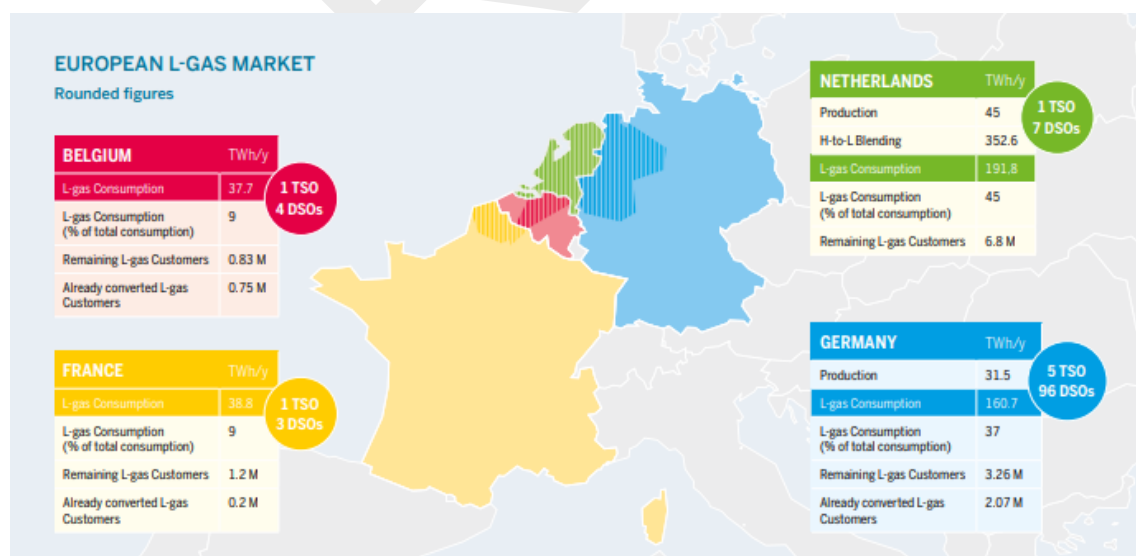 EUROPEAN L-GAS MARKET
Rounded figures
BELGIUM TWh/y
L-gas Consumption 37.7
L-gas Consumption 9
(% of total consumption)
Remaining L-gas Customers 0.83 M
Already converted L-gas 0.75 M
Customers
1 TSO
4 DSOs
FRANCE TWh/y
L-gas Consumption 38.8
L-gas Consumption 9
(% of total consumption)
Remaining L-gas Customers 1.2 M
Already converted L-gas 0.2 M
Customers
1 TSO
3 DSOs
NETHERLANDS TWh/y
Production 45
H-to-L Blending 352.6
L-gas Consumption 191,8
L-gas Consumption 45
(% of total consumption)
Remaining L-gas Customers 6.8 M
1 TSO
7 DSOs
GERMANY TWh/y
Production 31.5
L-gas Consumption 160.7
L-gas Consumption 37
(% of total consumption)
Remaining L-gas Customers 3.26 M
Already converted L-gas 2.07 M
Customers
5 TSO
96 DSOs